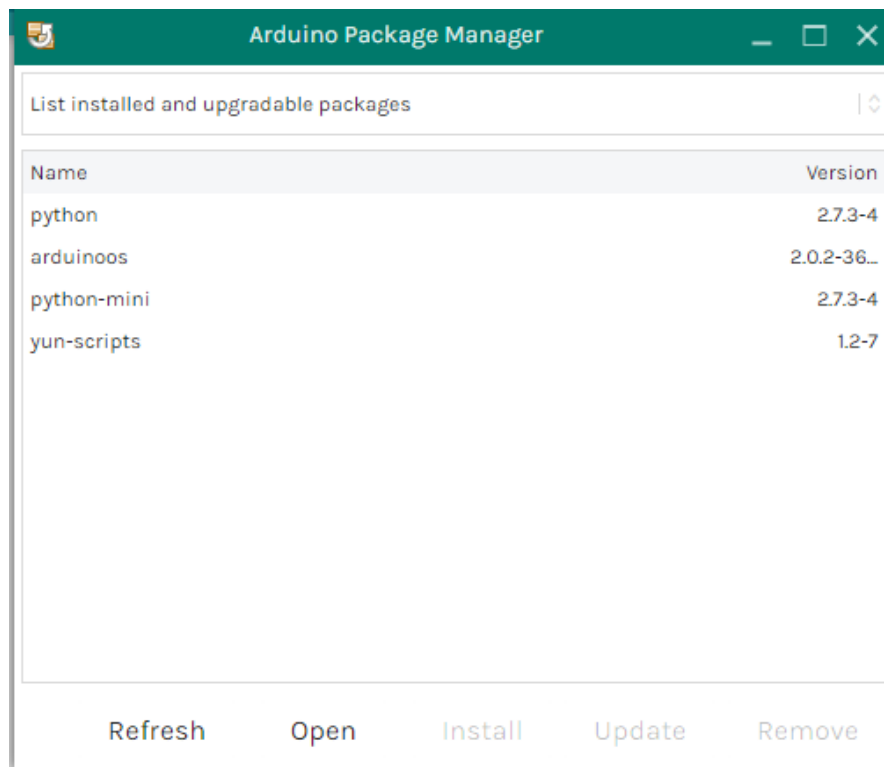 Arduino Package Manager
List installed and upgradable packages
Name Version
python 2.7.3-4
arduinoos 2.0.2-36...
python-mini 2.7.3-4
yun-scripts 1.2-7
Refresh Open Install Update Remove